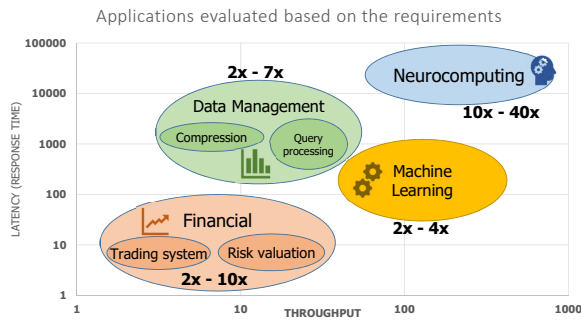 Applications evaluated based on the requirements
LATENCY (RESPONSE TIME)
100000
10000
1000
100
10
1
2x - 7x
Neurocomputing
10x - 40x
Data Management
Compression
Query
processing
Machine
Learning
2x - 4x
Financial
Trading system
Risk valuation
2x - 10x
1
10
100
1000
THROUGHPUT